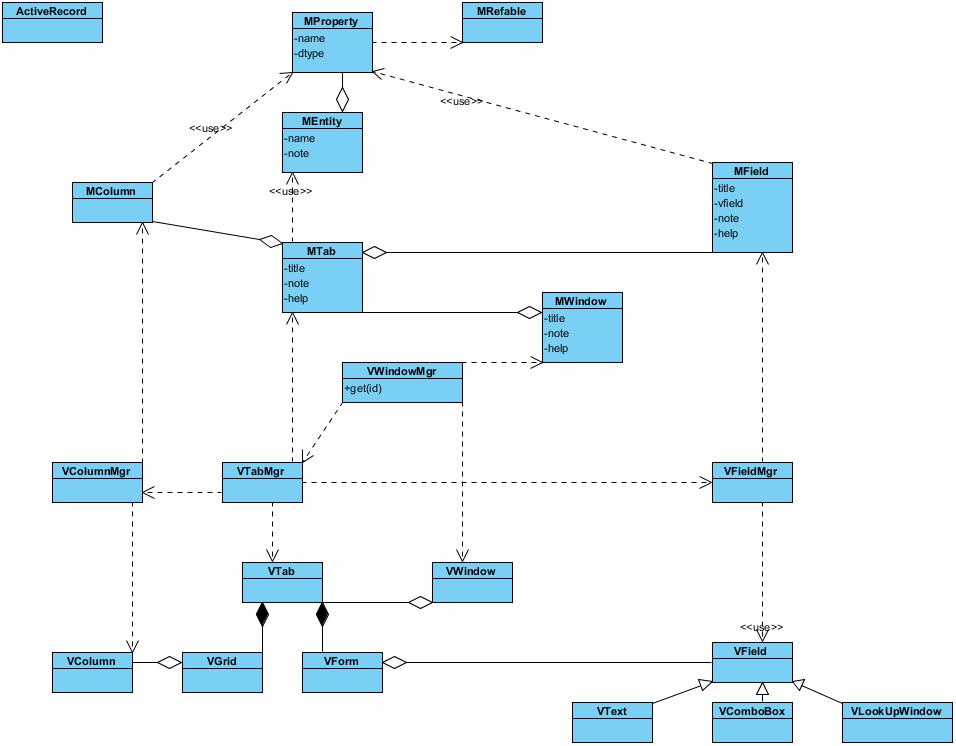 ActiveRecord
MProperty
-name
-dtype
MRefable
<<use>>
<<use>>
MEntity
-name
-note
<<use>>
MColumn
MField
-title
-vfield
-note
-help
MTab
-title
-note
-help
MWindow
-title
-note
-help
VWindowMgr
+get(id)
VColumnMgr
VTabMgr
VFieldMgr
VTab
VWindow
<<use>>
VColumn
VGrid
VForm
VField
VText
VComboBox
VLookUpWindow